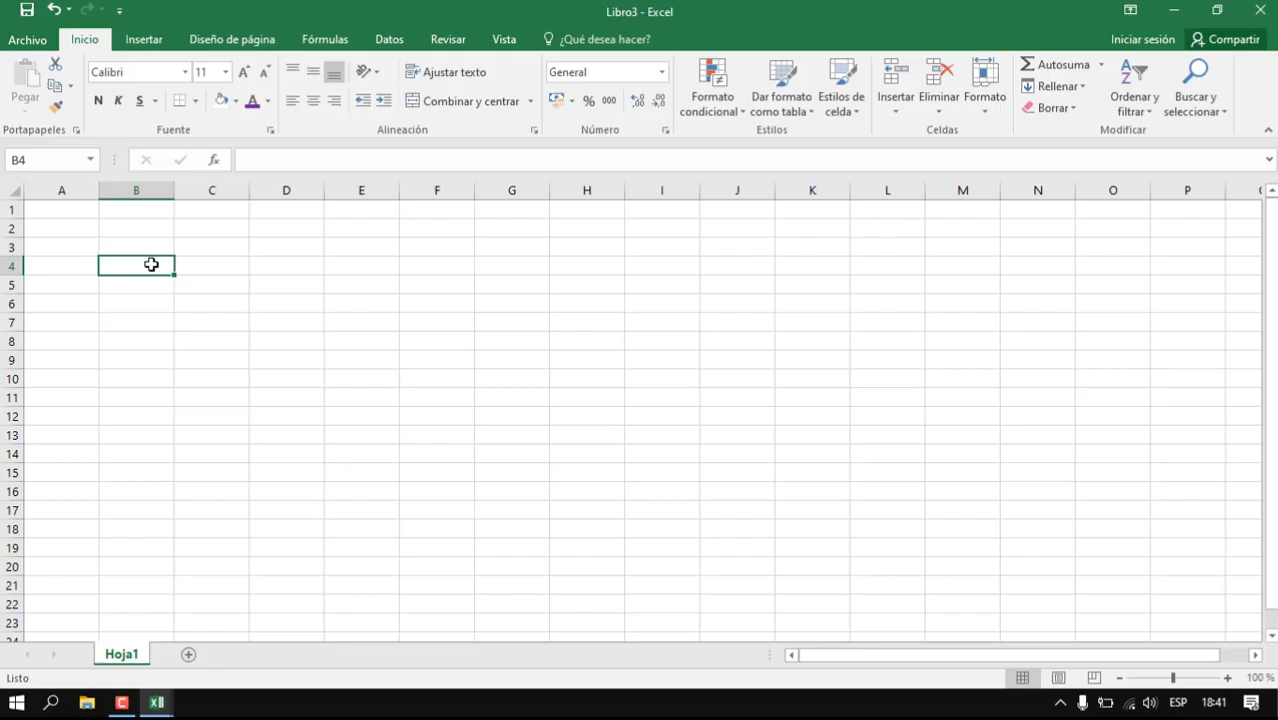 Libro3 - Excel
Archivo Inicio Insertar Diseño de página Fórmulas Datos Revisar Vista ¿Qué desea hacer? Iniciar sesión Compartir
Pegar
Calibri 11
N K S
Ajustar texto
Combinar y centrar
General
% 000
Formato condicional
Dar formato como tabla
Estilos de celda
Insertar Eliminar Formato
Autosuma
Rellenar
Borrar
Ordenar y filtrar
Buscar y seleccionar
Portapapeles Fuente Alineación Número Estilos Celdas Modificar
B4 fx
A B C D E F G H I J K L M N O P
1
2
3
4
5
6
7
8
9
10
11
12
13
14
15
16
17
18
19
20
21
22
23
Hoja1
Listo 100 %
ESP 18:41